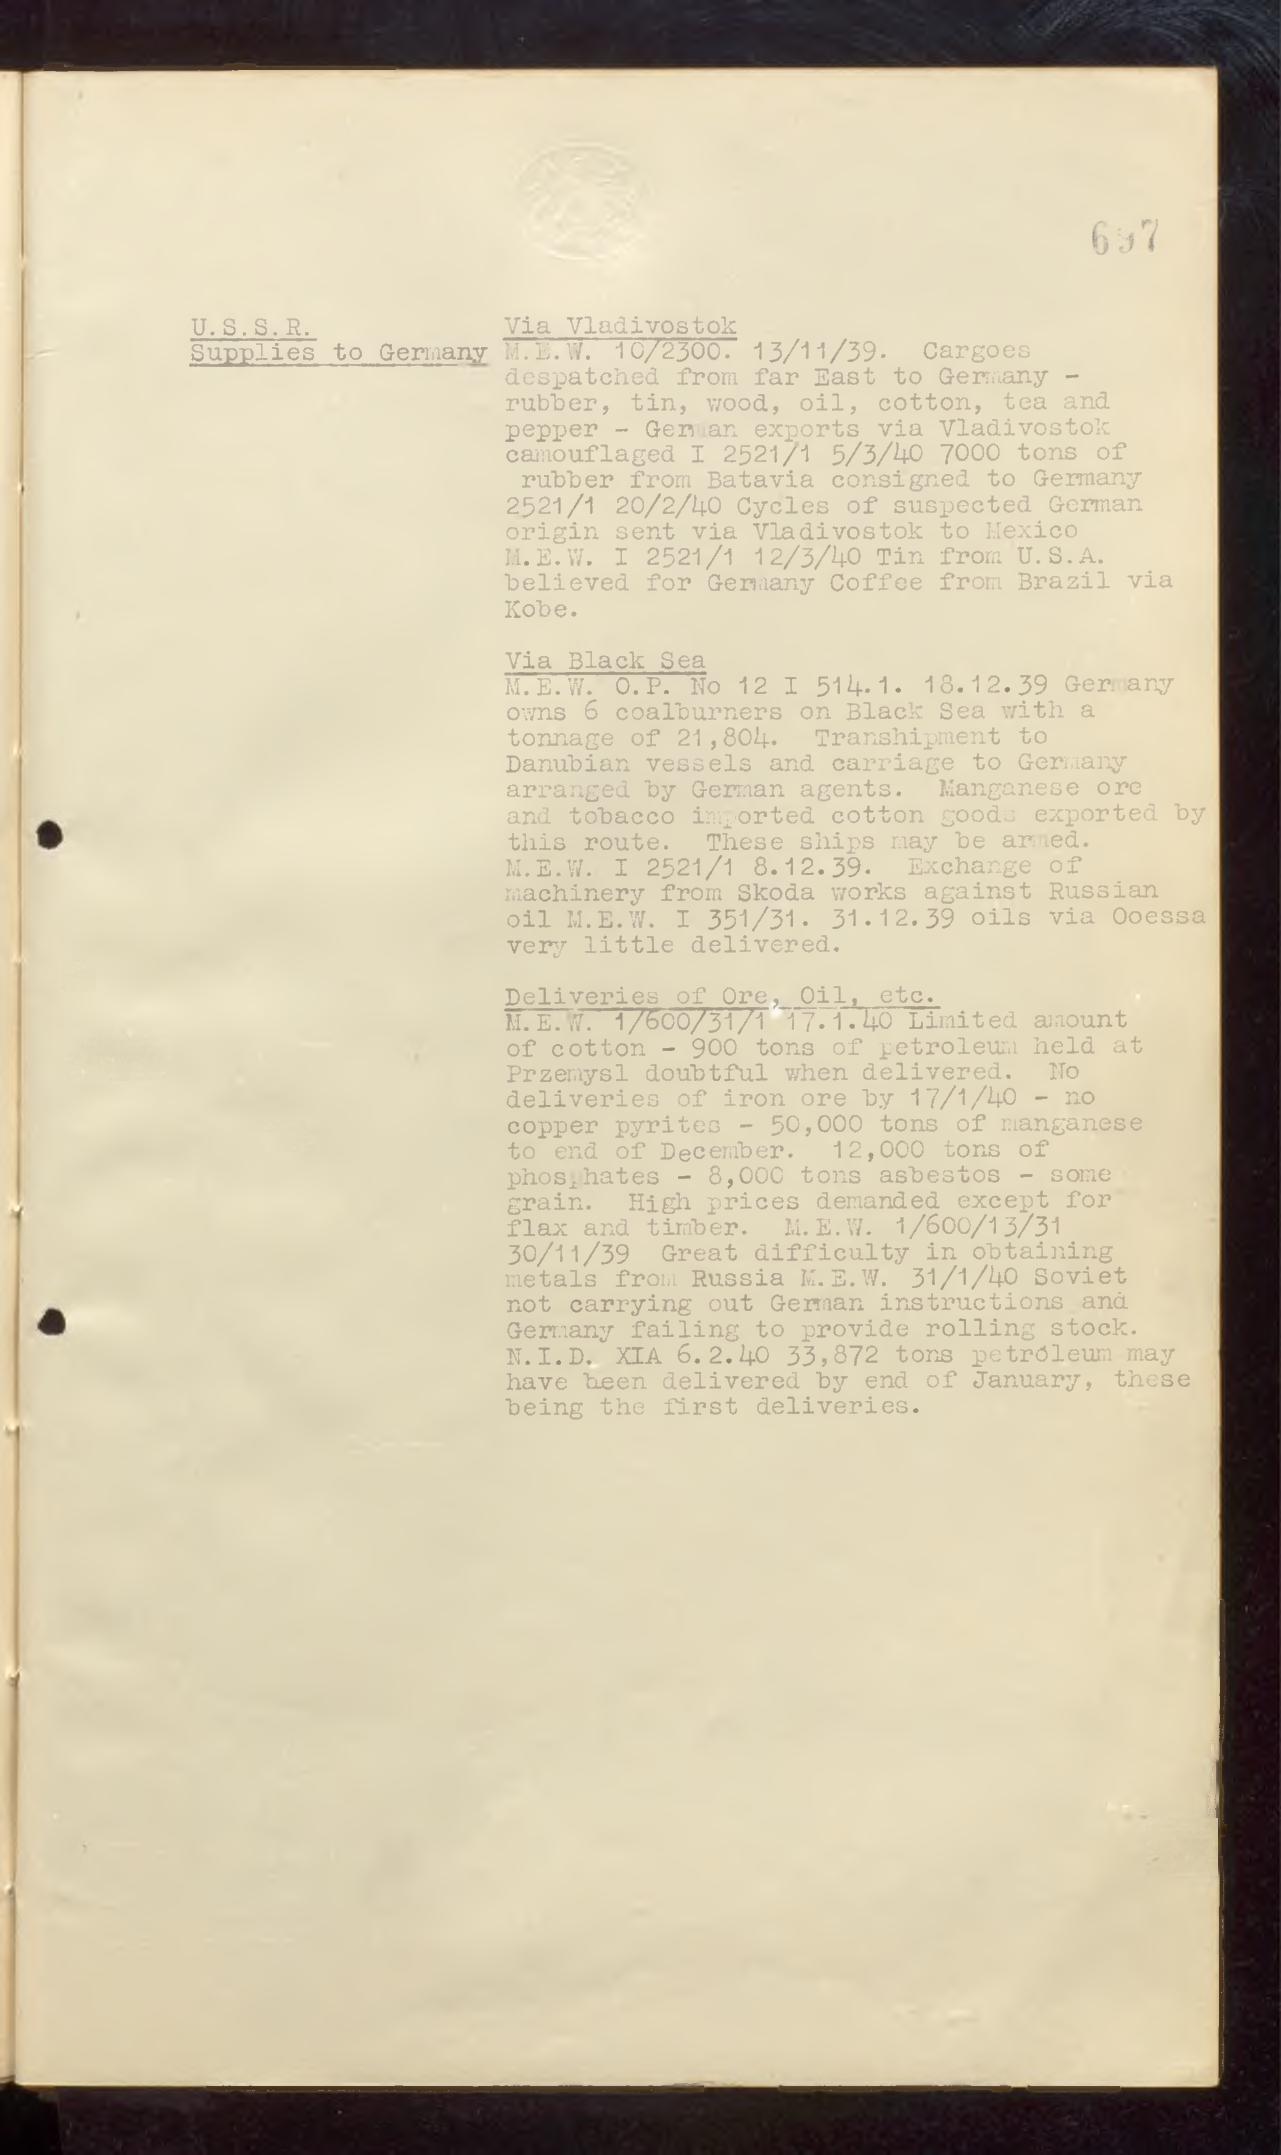 697
U.S.S.R.
Supplies to Germany
Via Vladivostok
M.E.W. 10/2300. 13/11/39. Cargoes
despatched from far East to Germany -
rubber, tin, wood, oil, cotton, tea and
pepper - German exports via Vladivostok
camouflaged I 2521/1 5/3/40 7000 tons of
rubber from Batavia consigned to Germany
2521/1 20/2/40 Cycles of suspected German
origin sent via Vladivostok to Mexico
M.E.W. I 2521/1 12/3/40 Tin from U.S.A.
believed for Germany Coffee from Brazil via
Kobe.
Via Black Sea
M.E.W. O.P. No 12 I 514.1. 18.12.39 Germany
owns 6 coalburners on Black Sea with a
tonnage of 21,804. Transhipment to
Danubian vessels and carriage to Germany
arranged by German agents. Manganese ore
and tobacco imported cotton goods exported by
this route. These ships may be armed.
M.E.W. I 2521/1 8.12.39. Exchange of
machinery from Skoda works against Russian
oil M.E.W. I 351/31. 31.12.39 oils via Ooessa
very little delivered.
Deliveries of Ore, Oil, etc.
M.E.W. 1/600/31/1 17.1.40 Limited amount
of cotton - 900 tons of petroleum held at
Przemysl doubtful when delivered. No
deliveries of iron ore by 17/1/40 - no
copper pyrites - 50,000 tons of manganese
to end of December. 12,000 tons of
phosphates - 8,000 tons asbestos - some
grain. High prices demanded except for
flax and timber. M.E.W. 1/600/13/31
30/11/39 Great difficulty in obtaining
metals from Russia M.E.W. 31/1/40 Soviet
not carrying out German instructions and
Germany failing to provide rolling stock.
N.I.D. XIA 6.2.40 33,872 tons petroleum may
have been delivered by end of January, these
being the first deliveries.